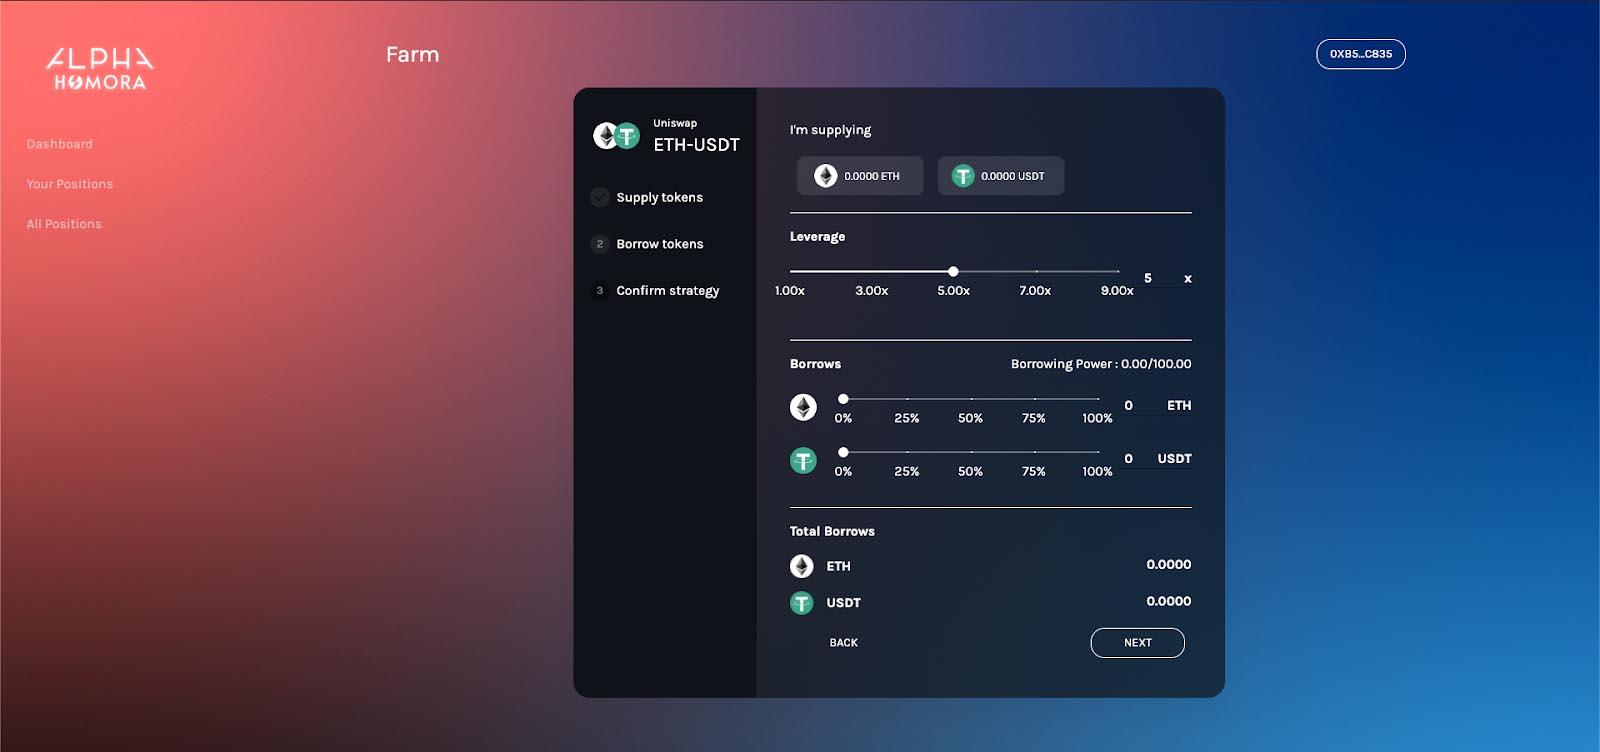 ALPHA
HOMORA
Farm
0XB5...C835
Dashboard
Your Positions
All Positions
Uniswap
ETH-USDT
Supply tokens
2 Borrow tokens
3 Confirm strategy
I'm supplying
0.0000 ETH 0.0000 USDT
Leverage
5 x
1.00x 3.00x 5.00x 7.00x 9.00x
Borrows Borrowing Power : 0.00/100.00
0 ETH
0% 25% 50% 75% 100%
0 USDT
0% 25% 50% 75% 100%
Total Borrows
ETH 0.0000
USDT 0.0000
BACK NEXT